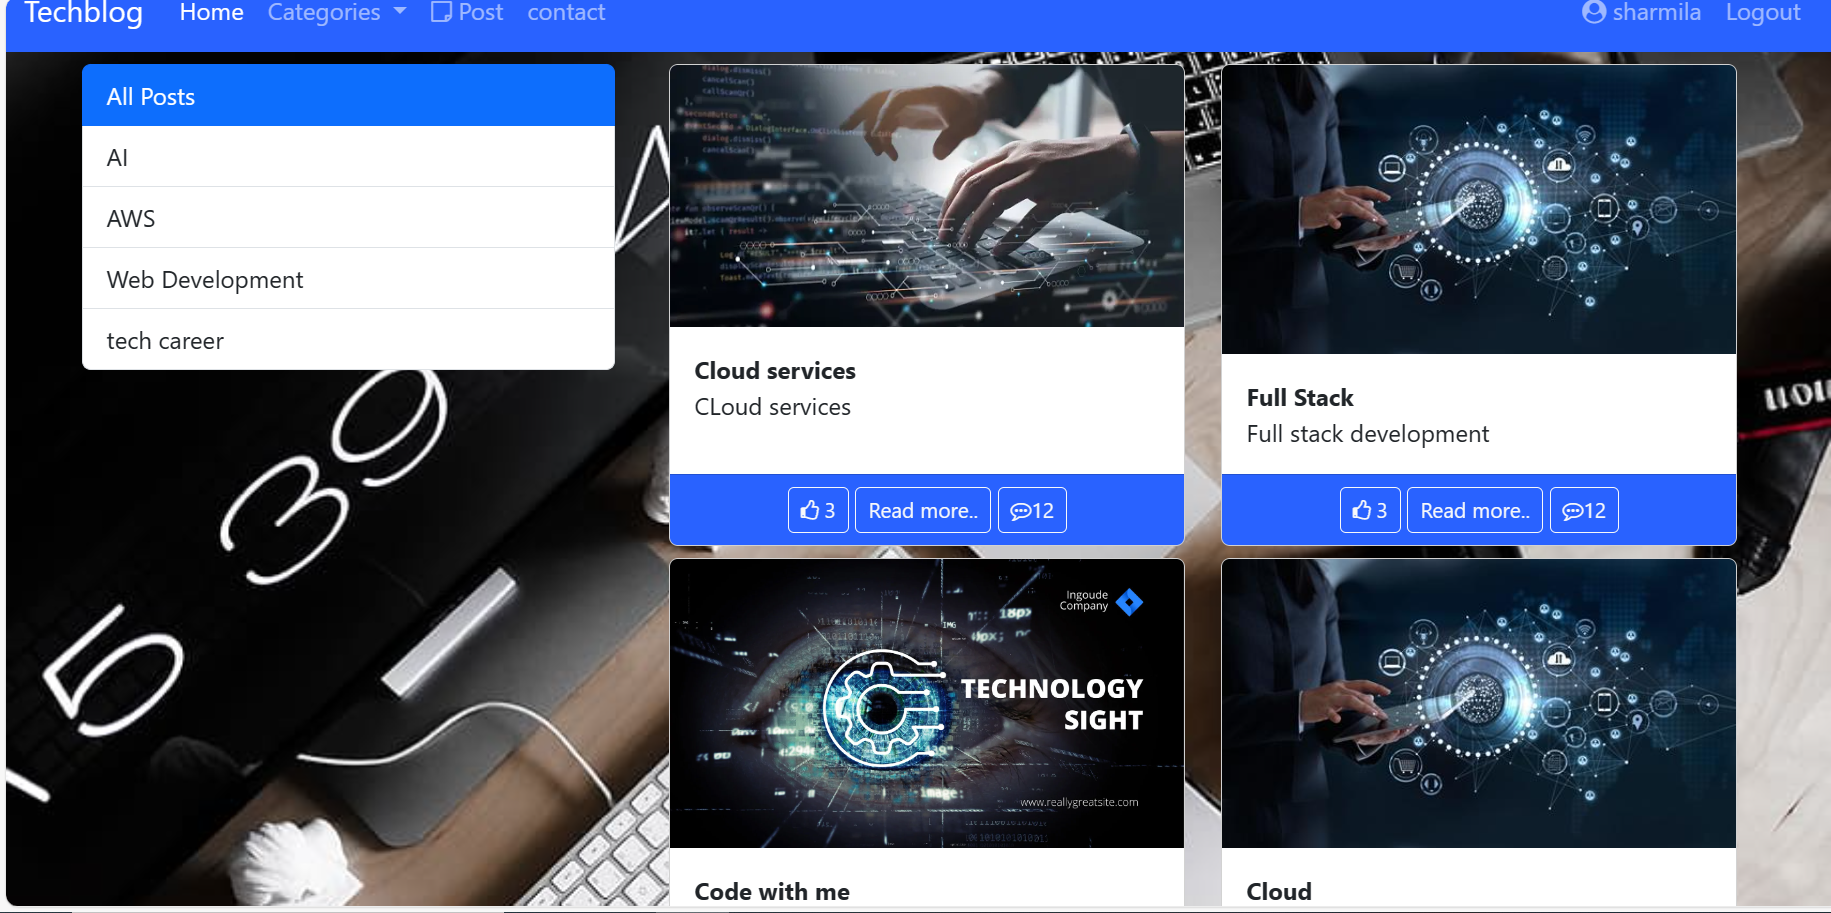 Techblog
Home
Categories
Post
contact
sharmila
Logout
All Posts
AI
AWS
Web Development
tech career
Cloud services
CLoud services
3
Read more..
12
Full Stack
Full stack development
3
Read more..
12
Ingoude
Company
TECHNOLOGY
SIGHT
www.reallygreatsite.com
Code with me
Cloud
5 39